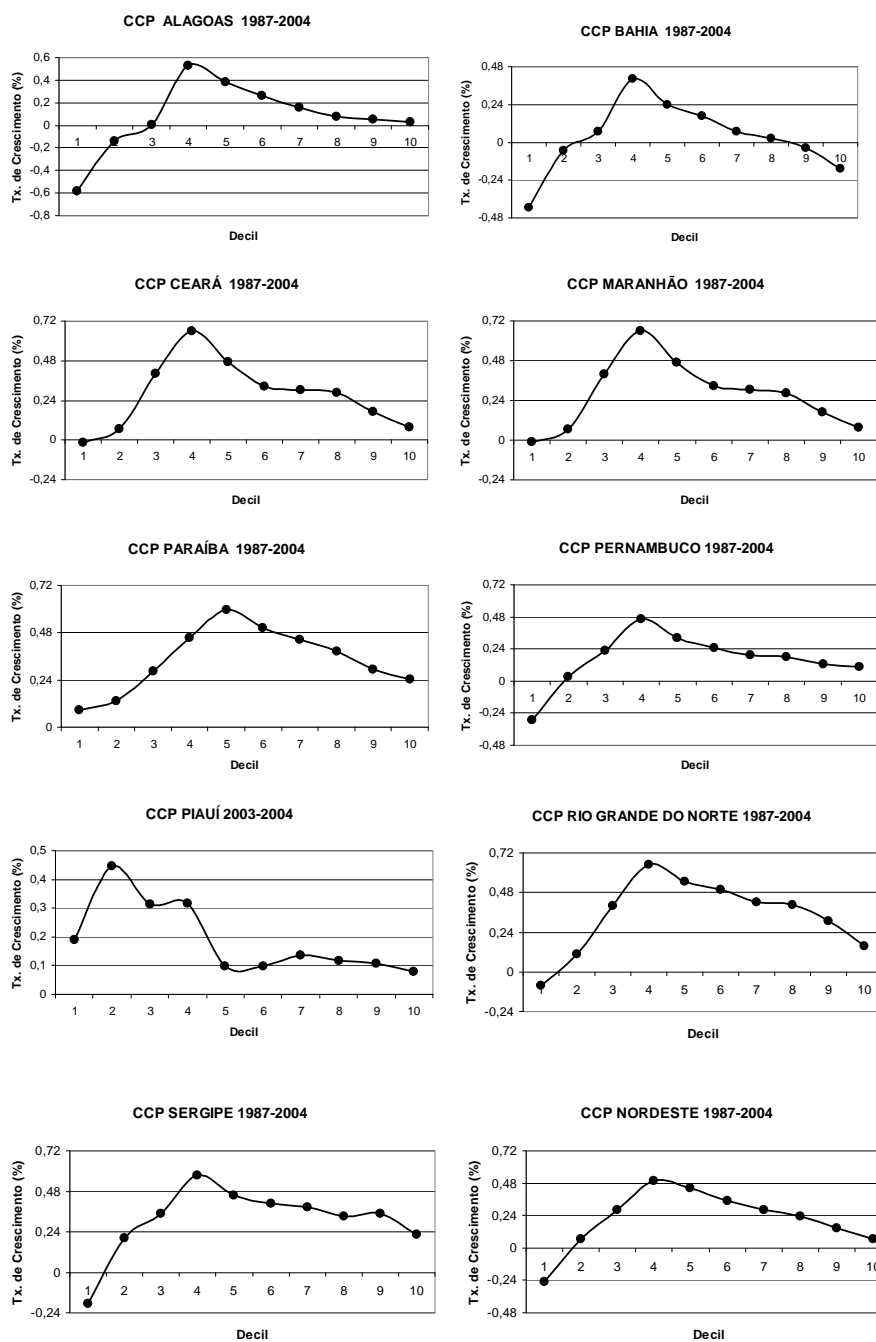 CCP ALAGOAS 1987-2004
Tx. de Crescimento (%)
0,6
0,4
0,2
0
-0,2
-0,4
-0,6
-0,8
1 2 3 4 5 6 7 8 9 10
Decil
CCP BAHIA 1987-2004
Tx. de Crescimento (%)
0,48
0,24
0
-0,24
-0,48
1 2 3 4 5 6 7 8 9 10
Decil
CCP CEARÁ 1987-2004
Tx. de Crescimento (%)
0,72
0,48
0,24
0
-0,24
1 2 3 4 5 6 7 8 9 10
Decil
CCP MARANHÃO 1987-2004
Tx. de Crescimento (%)
0,72
0,48
0,24
0
-0,24
1 2 3 4 5 6 7 8 9 10
Decil
CCP PARAÍBA 1987-2004
Tx. de Crescimento (%)
0,72
0,48
0,24
0
1 2 3 4 5 6 7 8 9 10
Decil
CCP PERNAMBUCO 1987-2004
Tx. de Crescimento (%)
0,72
0,48
0,24
0
-0,24
-0,48
1 2 3 4 5 6 7 8 9 10
Decil
CCP PIAUÍ 2003-2004
Tx. de Crescimento (%)
0,5
0,4
0,3
0,2
0,1
0
1 2 3 4 5 6 7 8 9 10
Decil
CCP RIO GRANDE DO NORTE 1987-2004
Tx. de Crescimento (%)
0,72
0,48
0,24
0
-0,24
1 2 3 4 5 6 7 8 9 10
Decil
CCP SERGIPE 1987-2004
Tx. de Crescimento (%)
0,72
0,48
0,24
0
-0,24
1 2 3 4 5 6 7 8 9 10
Decil
CCP NORDESTE 1987-2004
Tx. de Crescimento (%)
0,72
0,48
0,24
0
-0,24
-0,48
1 2 3 4 5 6 7 8 9 10
Decil